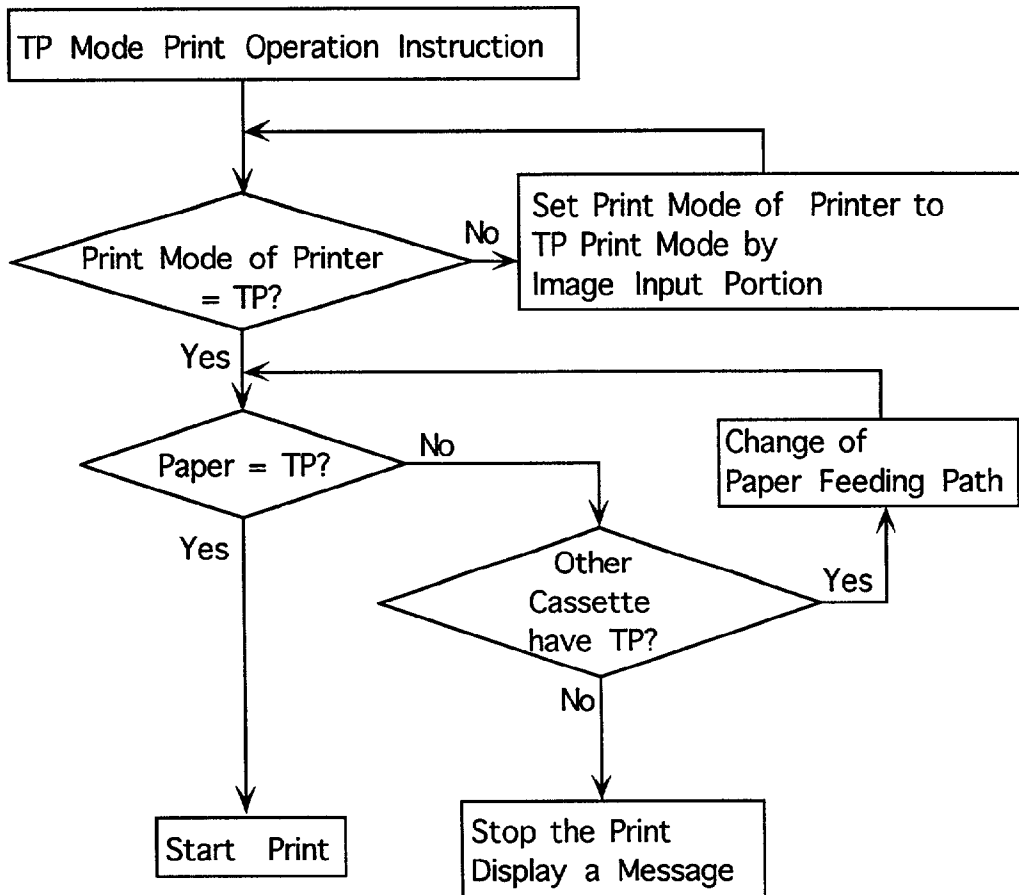 TP Mode Print Operation Instruction
Print Mode of Printer
= TP?
No
Set Print Mode of Printer to
TP Print Mode by
Image Input Portion
Yes
Paper = TP?
No
Change of
Paper Feeding Path
Yes
Other
Cassette
have TP?
Yes
No
Start Print
Stop the Print
Display a Message